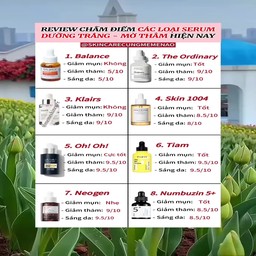 REVIEW CHẤM ĐIỂM CÁC LOẠI SERUM
DƯỠNG TRẮNG - MỜ THÂM HIỆN NAY
@SKINCARECUNGMEMENAO
1. Balance
- Giảm mụn: Không
- Giảm thâm: 5/10
- Sáng da: 5/10
2. The Ordinary
- Giảm mụn: Tốt
- Giảm thâm: 9/10
- Sáng da: 9/10
3. Klairs
- Giảm mụn: Không
- Giảm thâm: 9/10
- Sáng da: 9/10
4. Skin 1004
- Giảm mụn: Tốt
- Giảm thâm: 8.5/10
- Sáng da: 8/10
5. Oh! Oh!
- Giảm mụn: Cực tốt
- Giảm thâm: 9.5/10
- Sáng da: 9.5/10
6. Tiam
- Giảm mụn: Tốt
- Giảm thâm: 9.5/10
- Sáng da: 9.5/10
7. Neogen
- Giảm mụn: Nhẹ
- Giảm thâm: 9/10
- Sáng da: 9.5/10
8. Numbuzin 5+
- Giảm mụn: Tốt
- Giảm thâm: 8.5/10
- Sáng da: 8.5/10